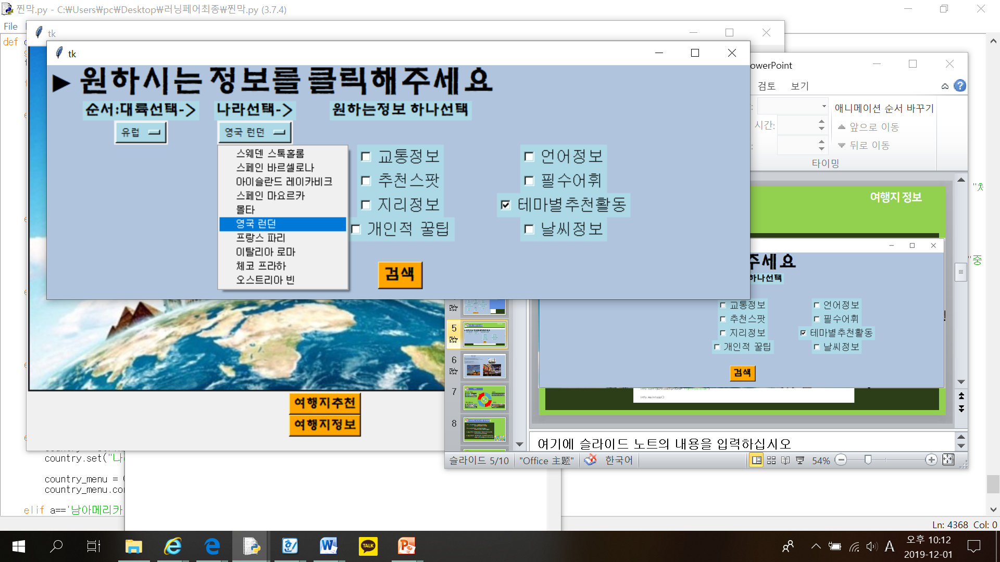 찐막.py - C:₩Users₩pc₩Desktop₩러닝페어최종₩찐막.py (3.7.4)
File
def
tk
tk
▶ 원하시는 정보를 클릭해주세요
순서:대륙선택-> 나라선택-> 원하는정보 하나선택
유럽 영국 런던
스웨덴 스톡홀롬
스페인 바르셀로나
아이슬란드 레이카비크
스페인 마요르카
몰타
영국 런던
프랑스 파리
이탈리아 로마
체코 프라하
오스트리아 빈
교통정보 언어정보
추천스팟 필수어휘
지리정보 테마별추천활동
개인적 꿀팁 날씨정보
검색
여행지추천
여행지정보
owerPoint
검토 보기
애니메이션 순서 바꾸기
시간: 앞으로 이동
뒤로 이동
타이밍
여행지 정보
주세요
하나선택
교통정보 언어정보
추천스팟 필수어휘
지리정보 테마별추천활동
개인적 꿀팁 날씨정보
검색
info.mainloop()
5
6
7
8
여기에 슬라이드 노트의 내용을 입력하십시오
슬라이드 5/10 "Office 主题" 한국어 54%
"중
country.set("나
country_menu =
country_menu.co
elif a=='남아메리카
Ln: 4368 Col: 0
TALK
A
오후 10:12
2019-12-01